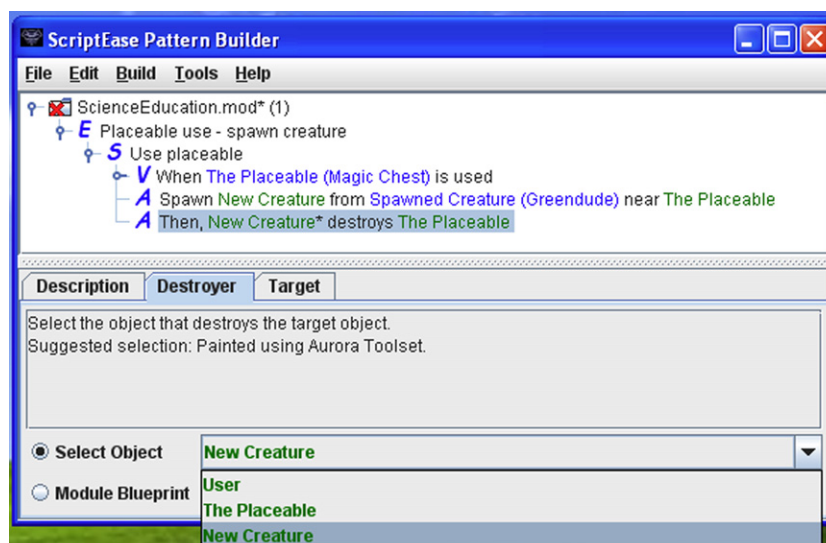 ScriptEase Pattern Builder
File Edit Build Tools Help
ScienceEducation.mod* (1)
E Placeable use - spawn creature
S Use placeable
V When The Placeable (Magic Chest) is used
A Spawn New Creature from Spawned Creature (Greendude) near The Placeable
A Then, New Creature* destroys The Placeable
Description Destroyer Target
Select the object that destroys the target object.
Suggested selection: Painted using Aurora Toolset.
Select Object New Creature
Module Blueprint User
The Placeable
New Creature